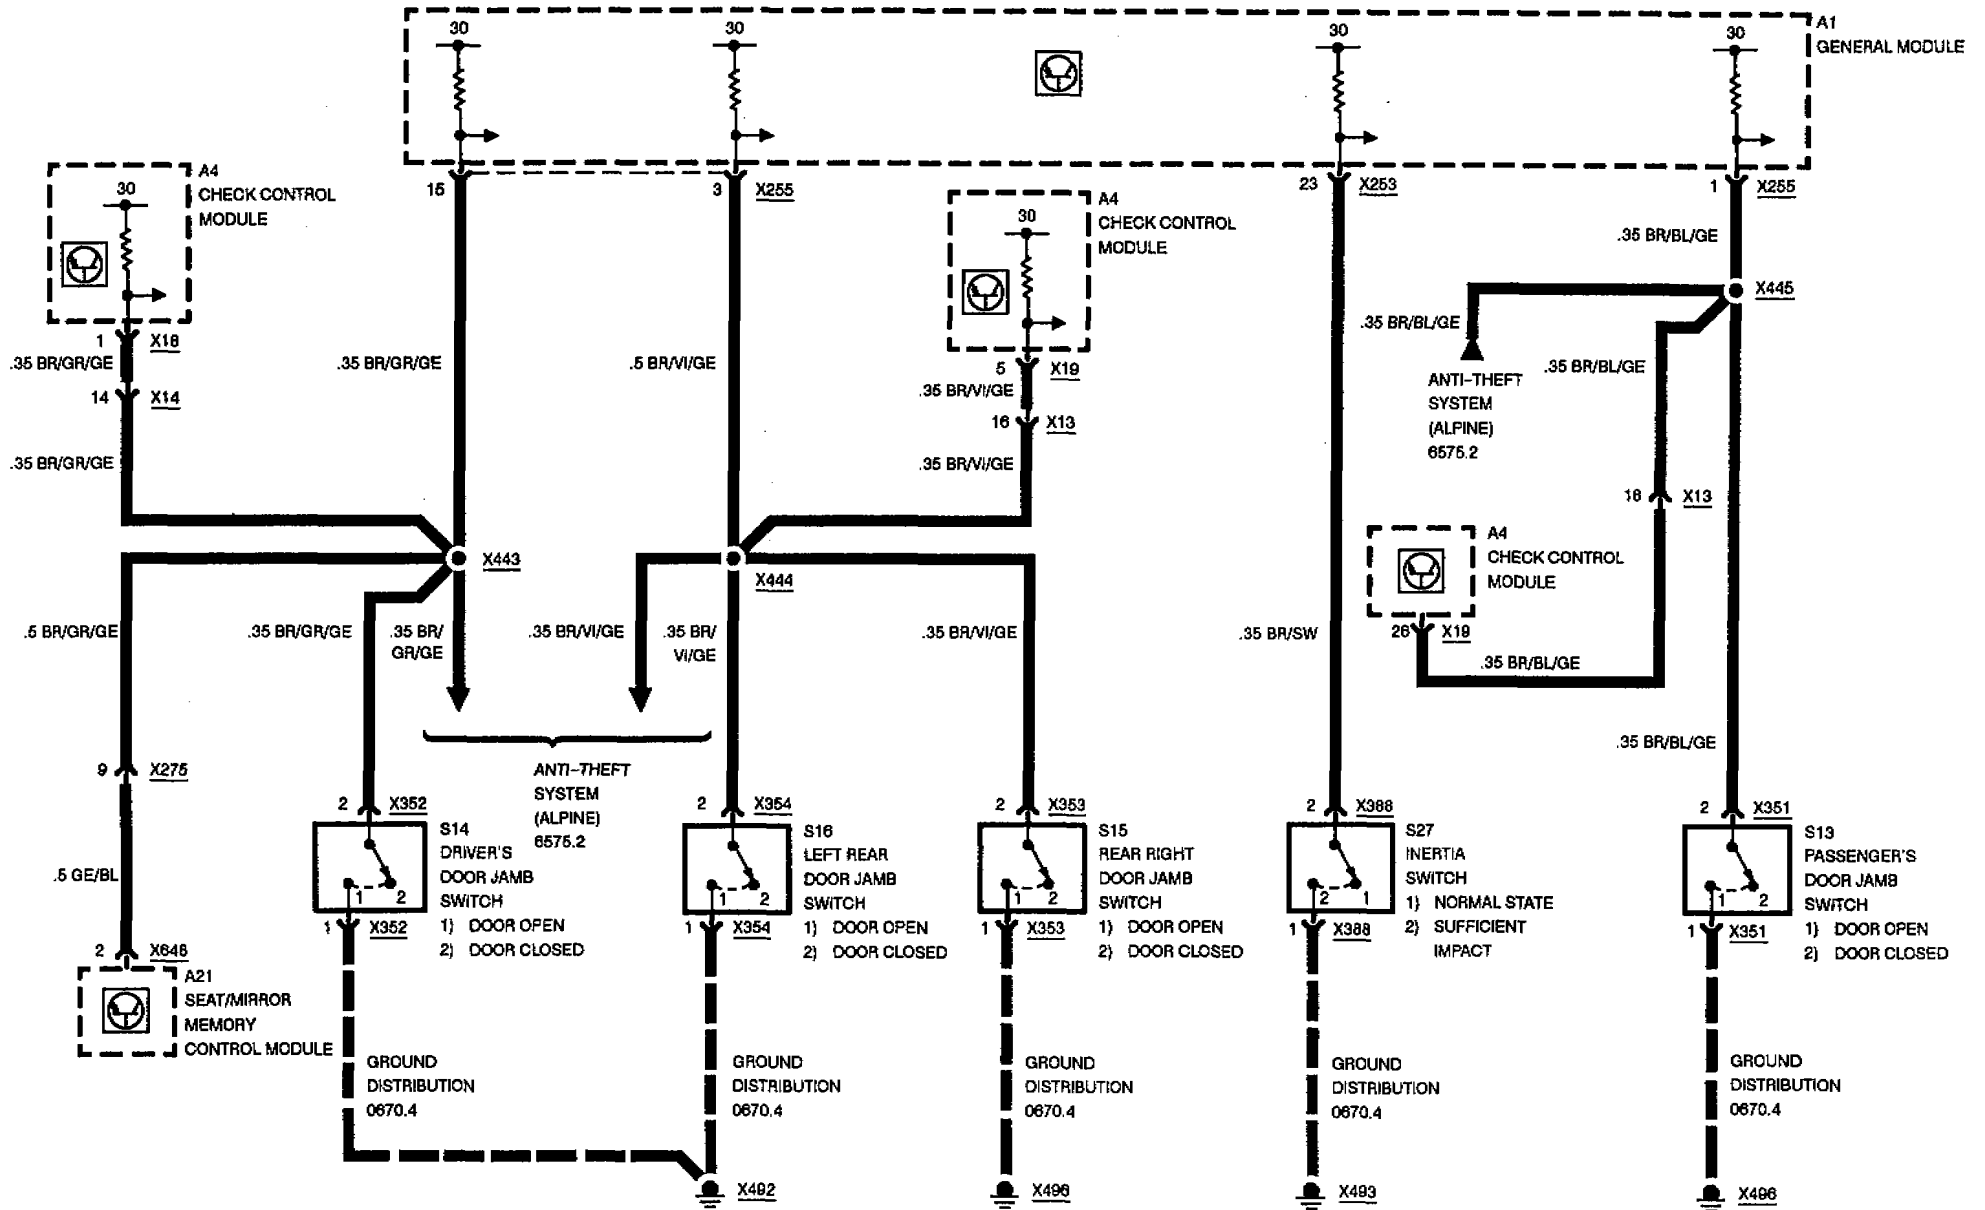 30
30
30
30
A1
GENERAL MODULE
15
3
X255
23
X253
1
X255
A4
CHECK CONTROL
MODULE
30
1
X18
.35 BR/GR/GE
14
X14
.35 BR/GR/GE
.35 BR/GR/GE
.5 BR/VI/GE
A4
CHECK CONTROL
MODULE
30
5
X19
.35 BR/VI/GE
16
X13
.35 BR/VI/GE
.35 BR/BL/GE
X445
.35 BR/BL/GE
.35 BR/BL/GE
ANTI-THEFT
SYSTEM
(ALPINE)
6575.2
18
X13
A4
CHECK CONTROL
MODULE
26
X19
.35 BR/BL/GE
X443
X444
.5 BR/GR/GE
.35 BR/GR/GE
.35 BR/
GR/GE
.35 BR/VI/GE
.35 BR/
VI/GE
.35 BR/VI/GE
.35 BR/SW
.35 BR/BL/GE
9
X275
.5 GE/BL
2
X648
A21
SEAT/MIRROR
MEMORY
CONTROL MODULE
ANTI-THEFT
SYSTEM
(ALPINE)
6575.2
2
X352
S14
DRIVER'S
DOOR JAMB
SWITCH
1) DOOR OPEN
2) DOOR CLOSED
1
2
1
X352
2
X354
S16
LEFT REAR
DOOR JAMB
SWITCH
1) DOOR OPEN
2) DOOR CLOSED
1
2
1
X354
2
X353
S15
REAR RIGHT
DOOR JAMB
SWITCH
1) DOOR OPEN
2) DOOR CLOSED
1
2
1
X353
2
X388
S27
INERTIA
SWITCH
1) NORMAL STATE
2) SUFFICIENT
IMPACT
2
1
1
X388
2
X351
S13
PASSENGER'S
DOOR JAMB
SWITCH
1) DOOR OPEN
2) DOOR CLOSED
1
2
1
X351
GROUND
DISTRIBUTION
0670.4
GROUND
DISTRIBUTION
0670.4
GROUND
DISTRIBUTION
0670.4
GROUND
DISTRIBUTION
0670.4
GROUND
DISTRIBUTION
0670.4
X492
X496
X493
X496